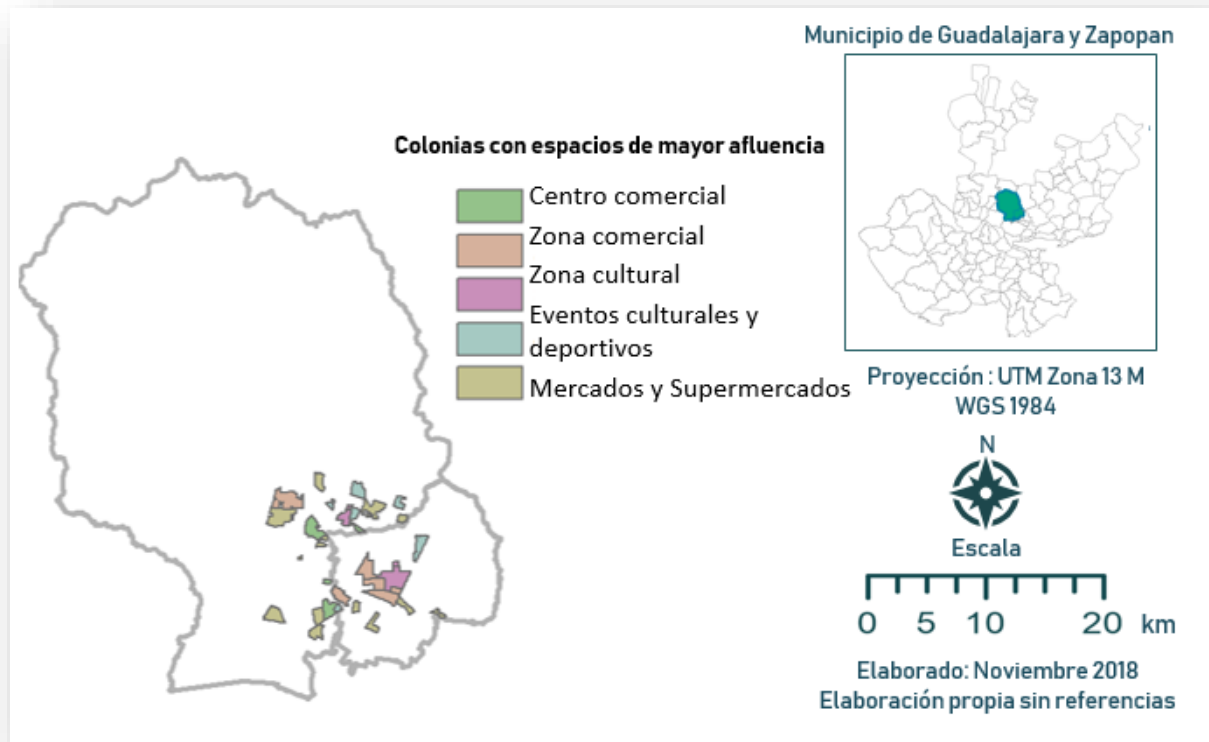 Municipio de Guadalajara y Zapopan
Colonias con espacios de mayor afluencia
Centro comercial
Zona comercial
Zona cultural
Eventos culturales y
deportivos
Mercados y Supermercados
Proyección : UTM Zona 13 M
WGS 1984
N
Escala
0 5 10 20 km
Elaborado: Noviembre 2018
Elaboración propia sin referencias